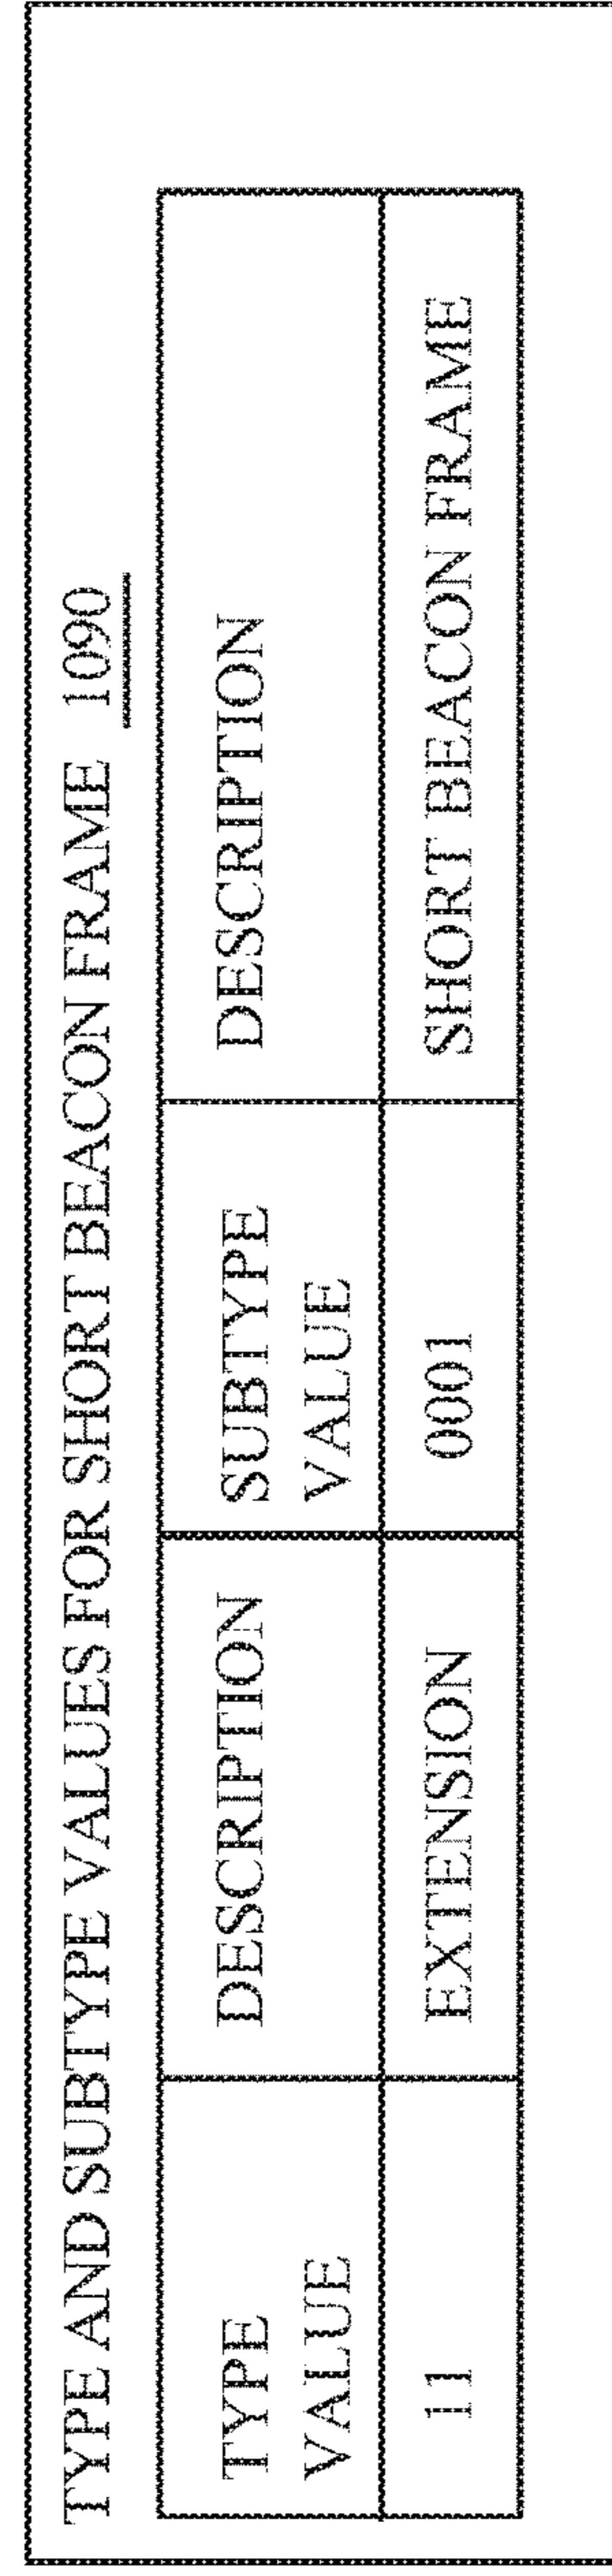 TYPE AND SUBTYPE VALUES FOR SHORT BEACON FRAME 1090
TYPE VALUE DESCRIPTION SUBTYPE VALUE DESCRIPTION
11 EXTENSION 0001 SHORT BEACON FRAME